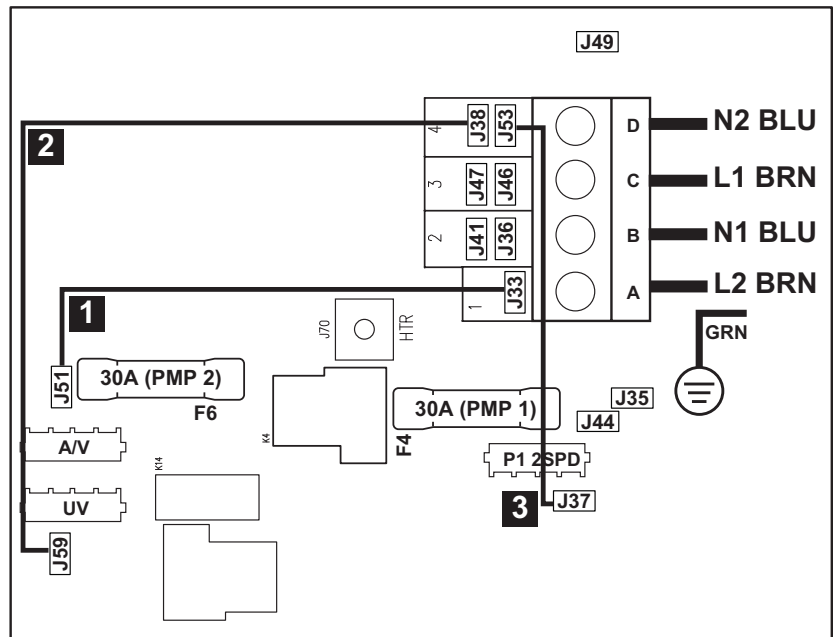 J49
J38
J53
4
D
N2 BLU
2
J47
J46
3
C
L1 BRN
J41
J36
2
B
N1 BLU
J33
1
A
L2 BRN
1
J70
HTR
GRN
J51
30A (PMP 2)
F6
K4
30A (PMP 1)
F4
J35
J44
A/V
K14
P1 2SPD
UV
3
J37
J59